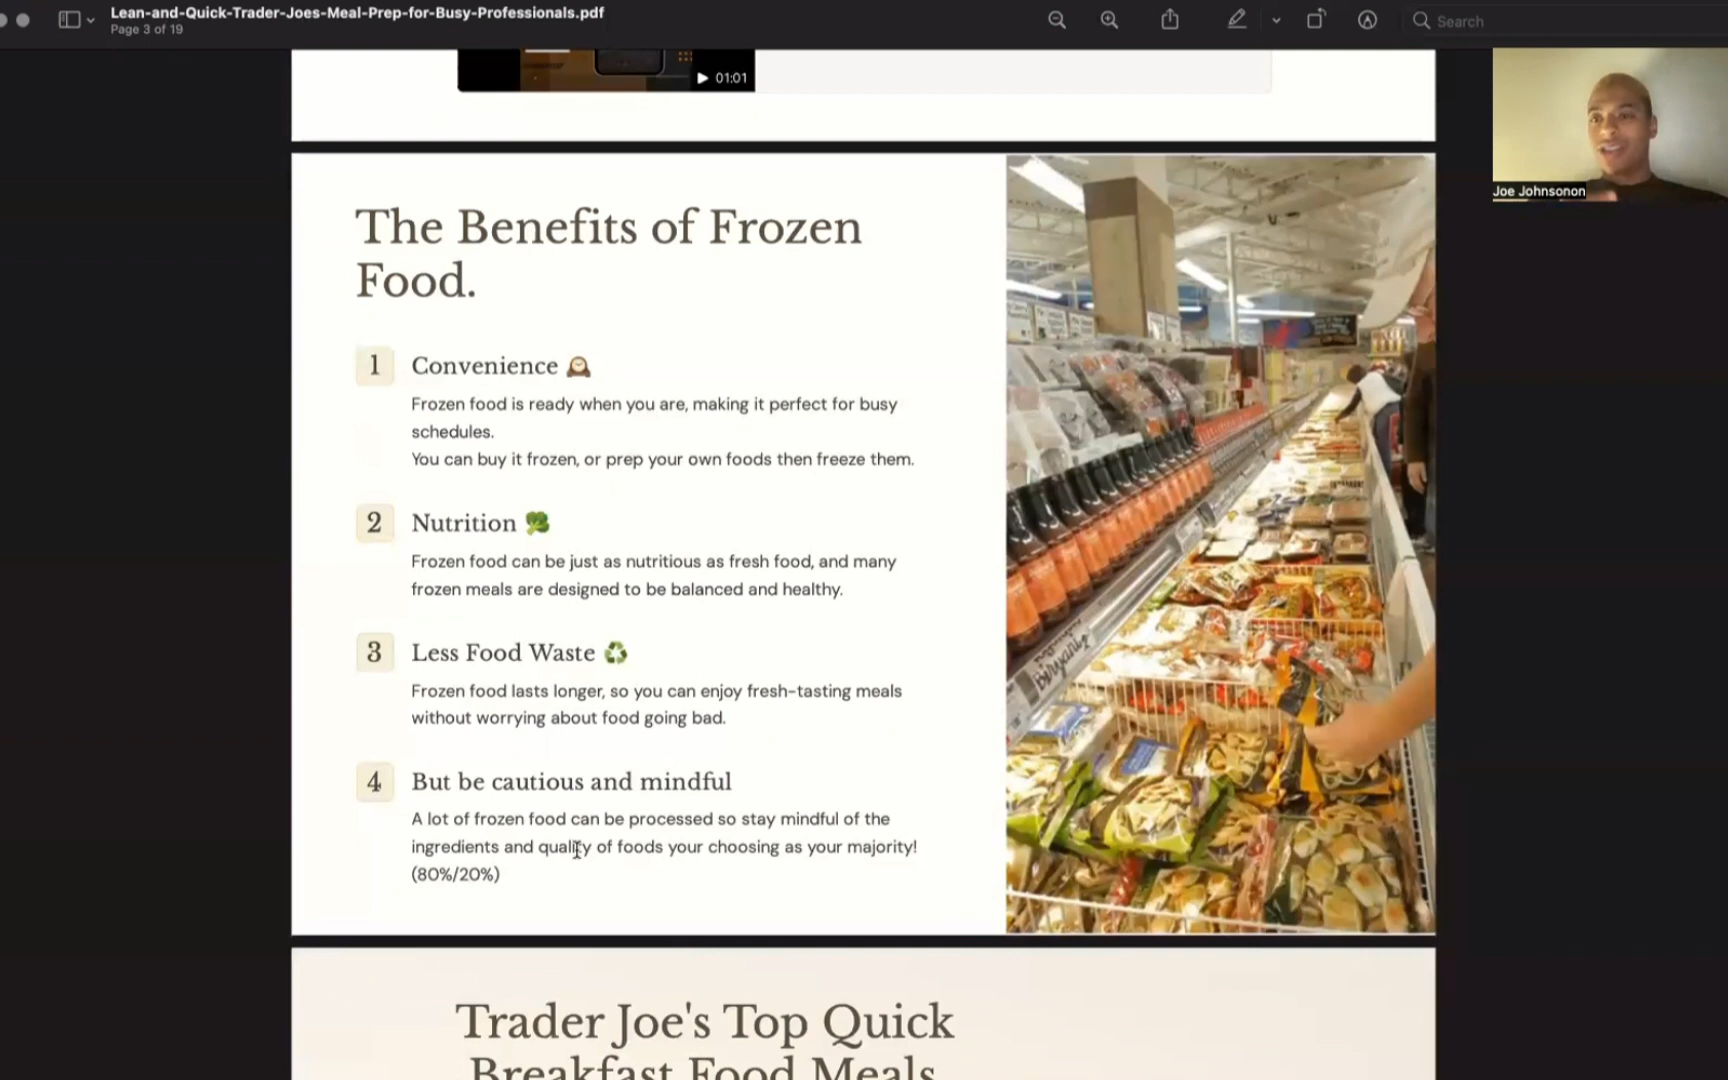 Lean-and-Quick-Trader-Joes-Meal-Prep-for-Busy-Professionals.pdf
Page 3 of 19
Search
01:01
Joe Johnsonon
The Benefits of Frozen
Food.
1
Convenience
Frozen food is ready when you are, making it perfect for busy
schedules.
You can buy it frozen, or prep your own foods then freeze them.
2
Nutrition
Frozen food can be just as nutritious as fresh food, and many
frozen meals are designed to be balanced and healthy.
3
Less Food Waste
Frozen food lasts longer, so you can enjoy fresh-tasting meals
without worrying about food going bad.
4
But be cautious and mindful
A lot of frozen food can be processed so stay mindful of the
ingredients and quality of foods your choosing as your majority!
(80%/20%)
Biryani
Trader Joe's Top Quick
Breakfast Food Meals